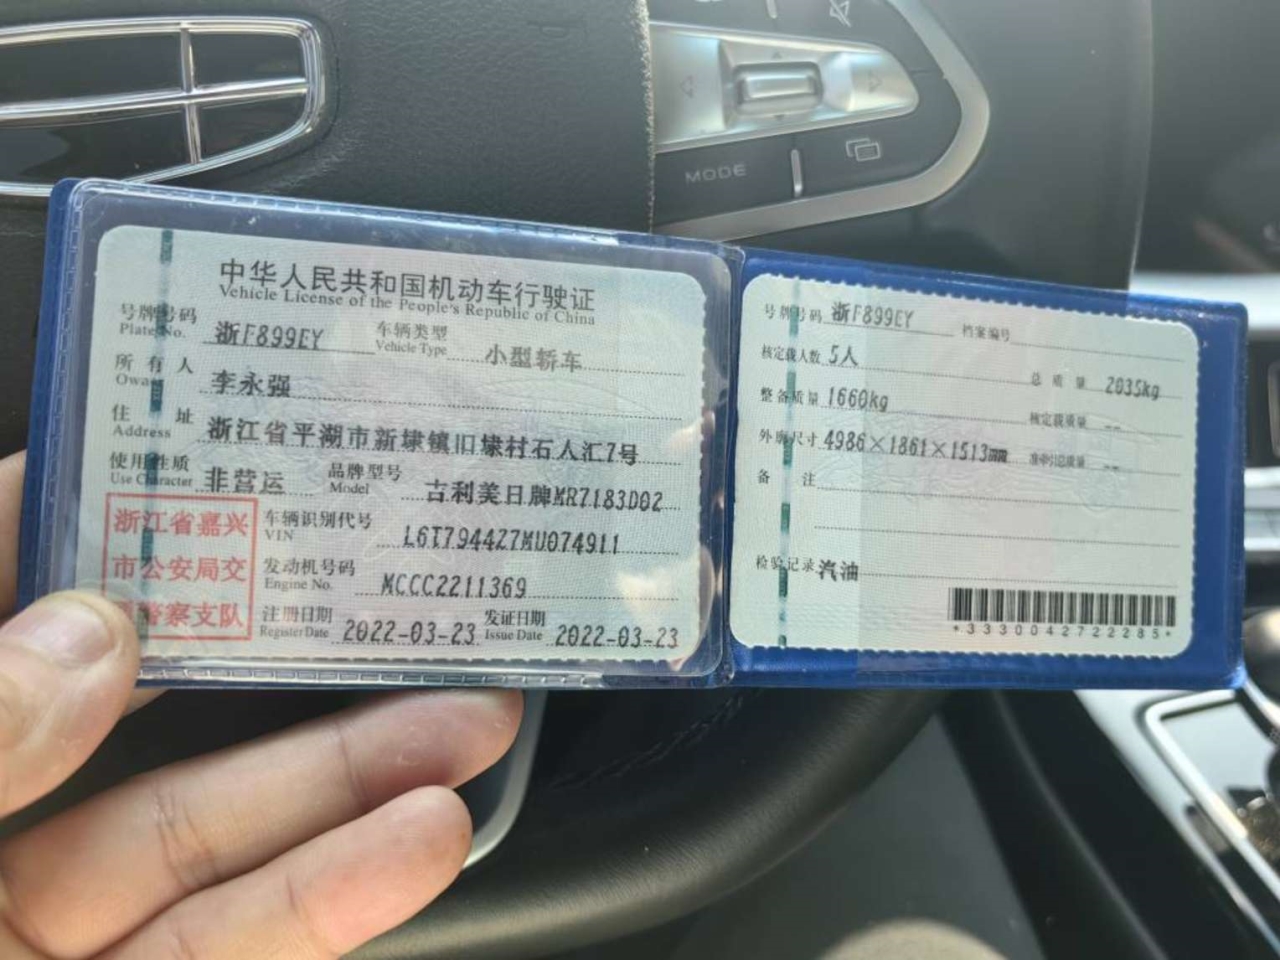 MODE
中华人民共和国机动车行驶证
Vehicle License of the People's Republic of China
号牌号码 浙F899EY 车辆类型 小型轿车
Plate No. Vehicle Type
所有人 李永强
Owner
住址 浙江省平湖市新埭镇旧埭村石人汇7号
Address
使用性质 非营运 品牌型号 吉利美日牌MR7183D02
Use Character Model
浙江省嘉兴
市公安局交
警察支队
车辆识别代号 L6T7944Z7MU074911
VIN
发动机号码 MCCC2211369
Engine No.
注册日期 2022-03-23 发证日期 2022-03-23
Register Date Issue Date
号牌号码 浙F899EY 档案编号
核定载人数 5人 总质量 2035kg
整备质量 1660kg 核定载质量 --
外廓尺寸 4986×1861×1513mm 准牵引总质量 --
备注
检验记录 汽油
*3330042722285*